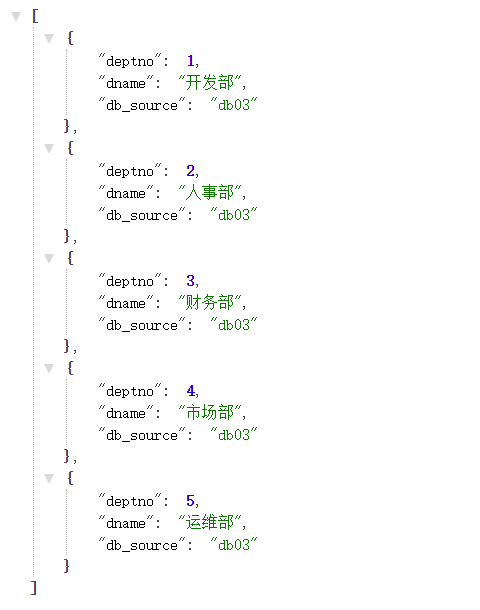 [
{
"deptno": 1,
"dname": "开发部",
"db_source": "db03"
},
{
"deptno": 2,
"dname": "人事部",
"db_source": "db03"
},
{
"deptno": 3,
"dname": "财务部",
"db_source": "db03"
},
{
"deptno": 4,
"dname": "市场部",
"db_source": "db03"
},
{
"deptno": 5,
"dname": "运维部",
"db_source": "db03"
}
]